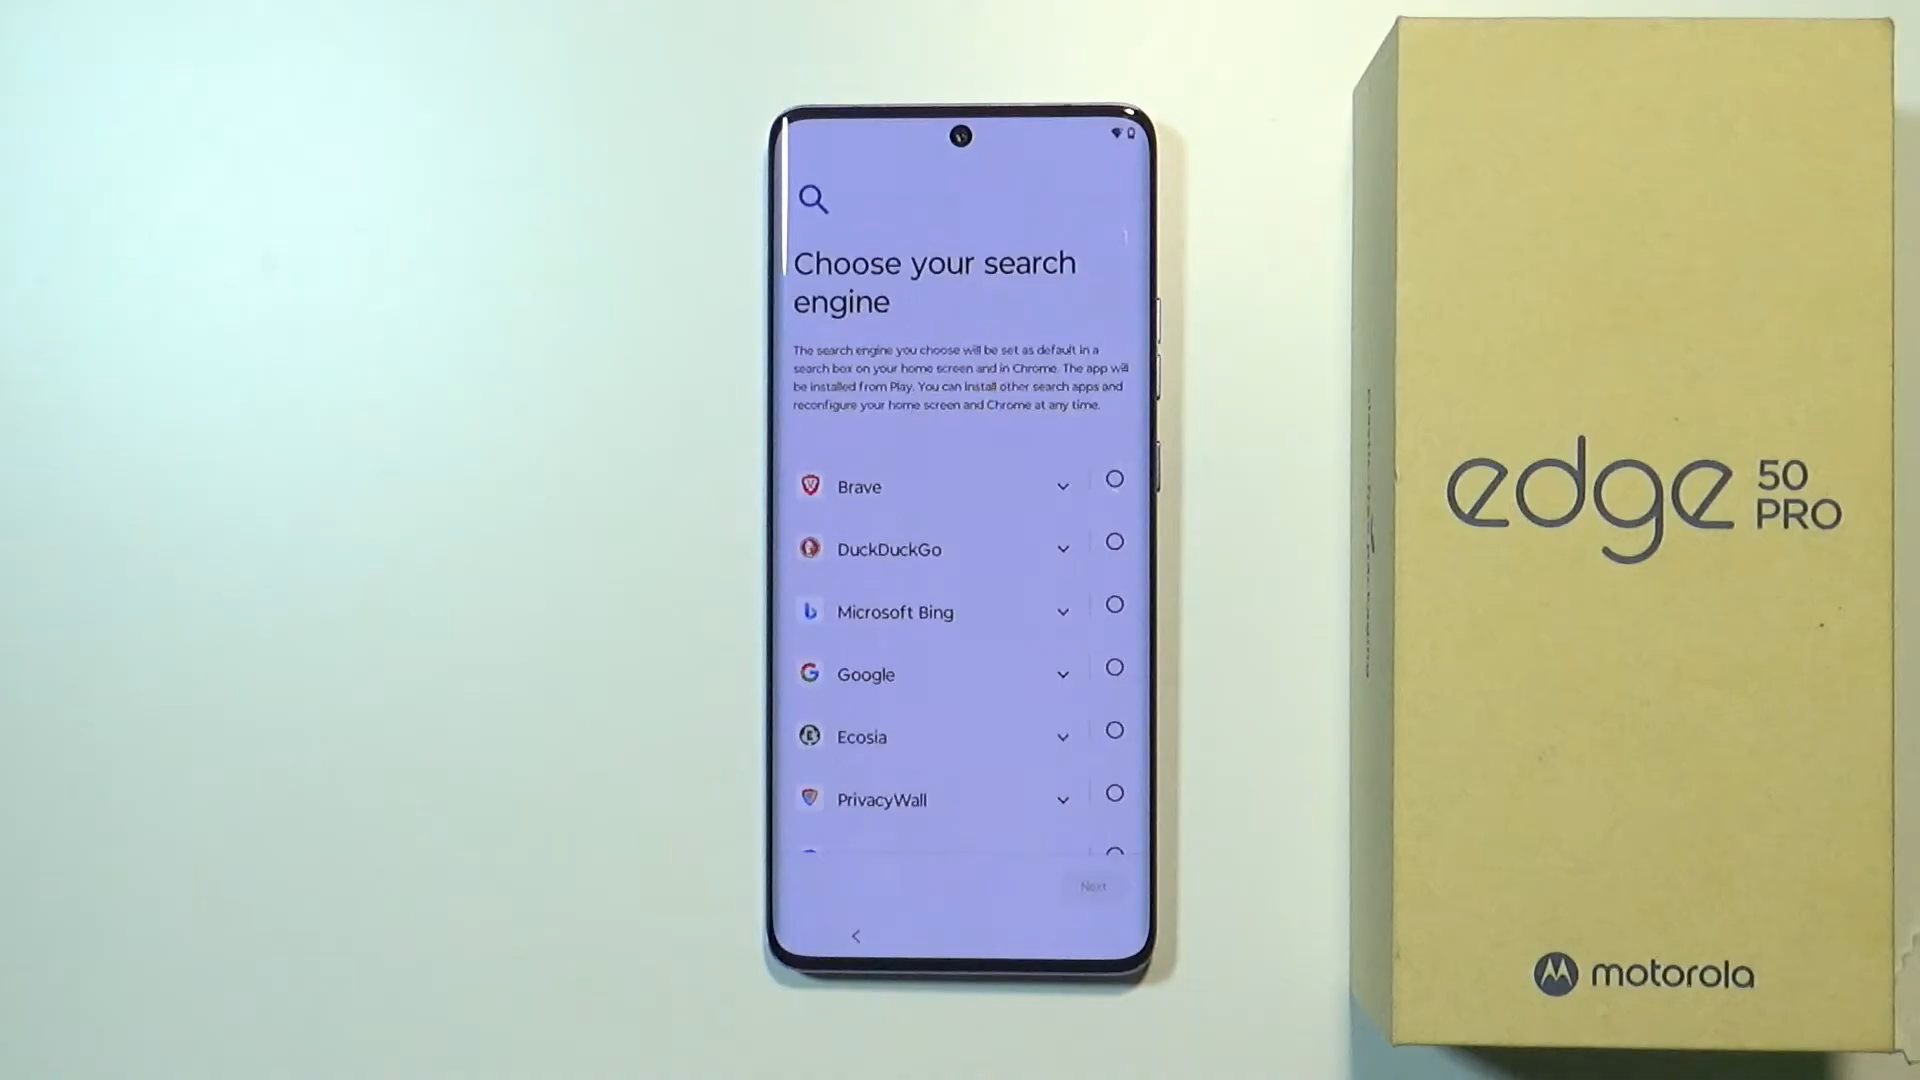 Choose your search
engine
The search engine you choose will be set as default in a
search box on your home screen and in Chrome. The app will
be installed from Play. You can install other search apps and
reconfigure your home screen and Chrome at any time.
Brave
DuckDuckGo
Microsoft Bing
Google
Ecosia
PrivacyWall
Next
edge 50
PRO
motorola